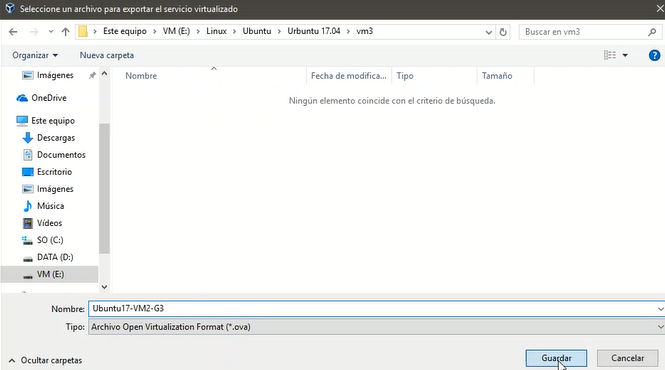 Seleccione un archivo para exportar el servicio virtualizado
Este equipo > VM (E:) > Linux > Ubuntu > Urbuntu 17.04 > vm3
Buscar en vm3
Organizar
Nueva carpeta
Imágenes
OneDrive
Este equipo
Descargas
Documentos
Escritorio
Imágenes
Música
Vídeos
SO (C:)
DATA (D:)
VM (E:)
Nombre
Fecha de modifica...
Tipo
Tamaño
Ningún elemento coincide con el criterio de búsqueda.
Nombre: Ubuntu17-VM2-G3
Tipo: Archivo Open Virtualization Format (*.ova)
Ocultar carpetas
Guardar
Cancelar